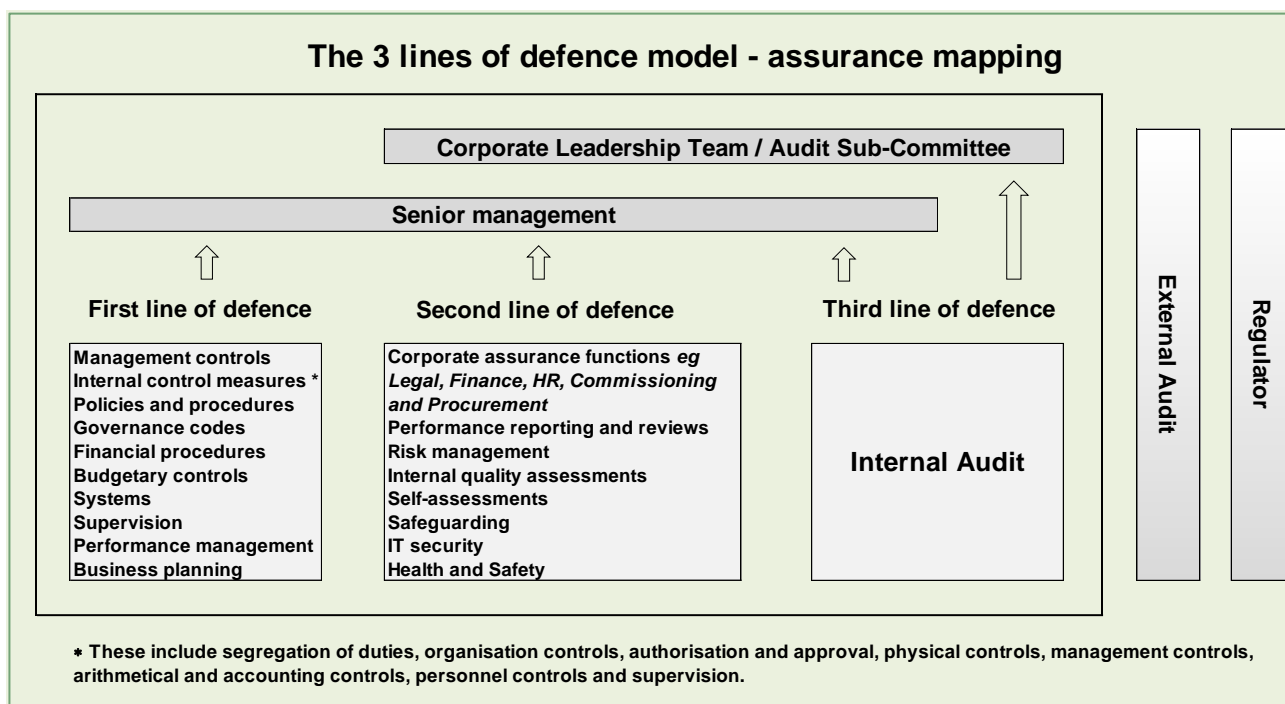 The 3 lines of defence model - assurance mapping
Corporate Leadership Team / Audit Sub-Committee
Senior management
First line of defence
Second line of defence
Third line of defence
Management controls
Internal control measures *
Policies and procedures
Governance codes
Financial procedures
Budgetary controls
Systems
Supervision
Performance management
Business planning
Corporate assurance functions eg
Legal, Finance, HR, Commissioning
and Procurement
Performance reporting and reviews
Risk management
Internal quality assessments
Self-assessments
Safeguarding
IT security
Health and Safety
Internal Audit
External Audit
Regulator
* These include segregation of duties, organisation controls, authorisation and approval, physical controls, management controls,
arithmetical and accounting controls, personnel controls and supervision.